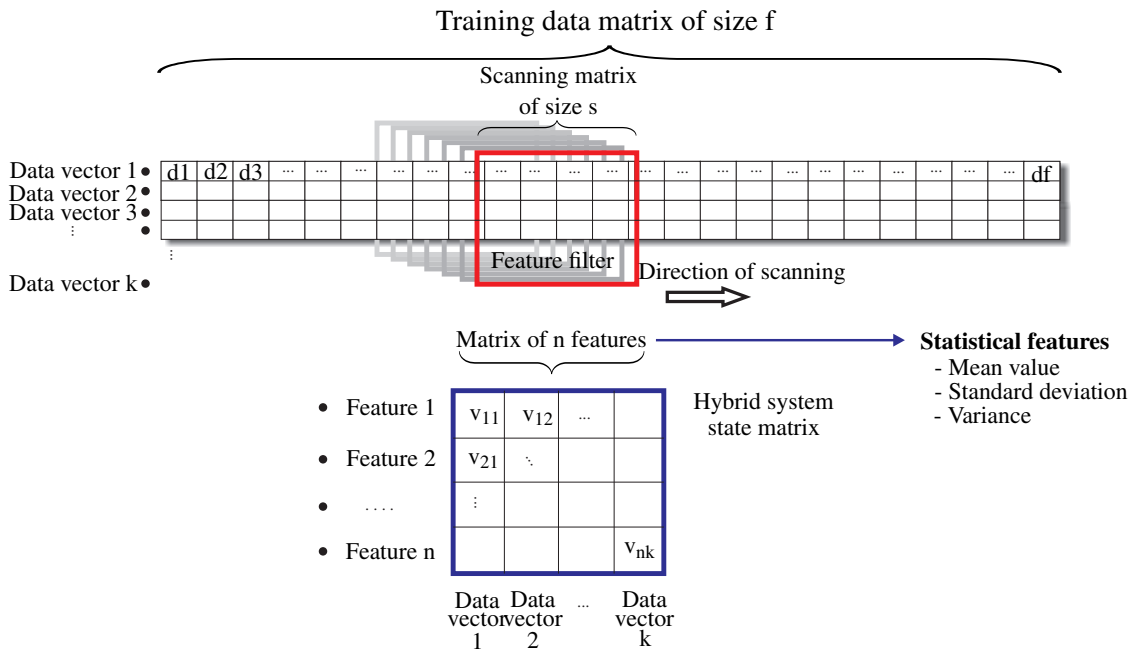 Training data matrix of size f
Scanning matrix
of size s
Data vector 1 • d1 d2 d3 ... ... ... ... ... ... ... ... ... ... ... ... ... ... ... ... ... ... df
Data vector 2 •
Data vector 3 •
⋮ •
⋮
Data vector k •
Feature filter
Direction of scanning
Matrix of n features
Statistical features
- Mean value
- Standard deviation
- Variance
Hybrid system
state matrix
• Feature 1 v11 v12 ...
• Feature 2 v21 ⋱
• .... ⋮
• Feature n vnk
Data vector 1
Data vector 2
...
Data vector k